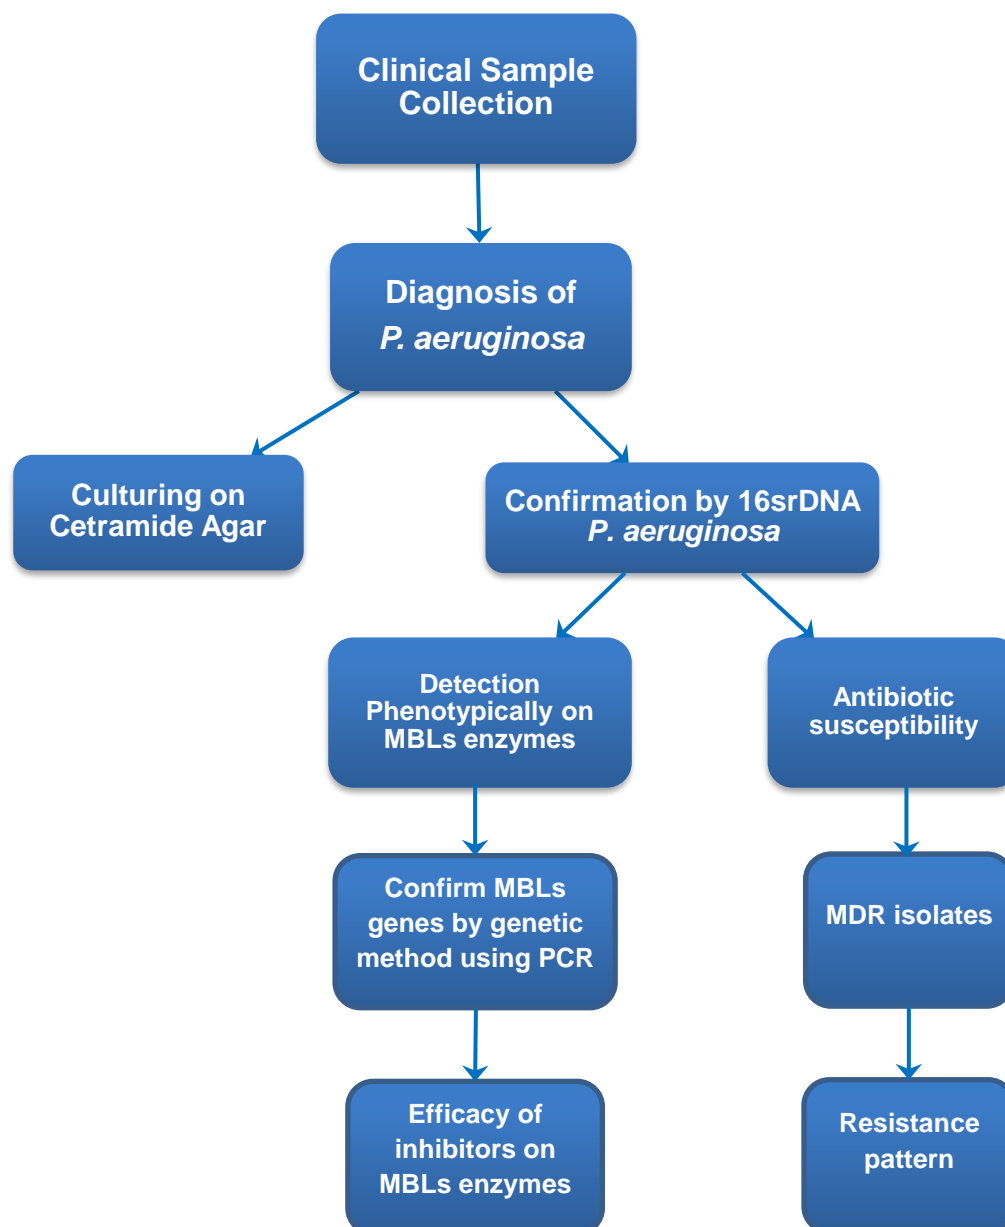 Clinical Sample
Collection
Diagnosis of
P. aeruginosa
Culturing on
Cetramide Agar
Confirmation by 16srDNA
P. aeruginosa
Detection
Phenotypically on
MBLs enzymes
Antibiotic
susceptibility
Confirm MBLs
genes by genetic
method using PCR
MDR isolates
Efficacy of
inhibitors on
MBLs enzymes
Resistance
pattern